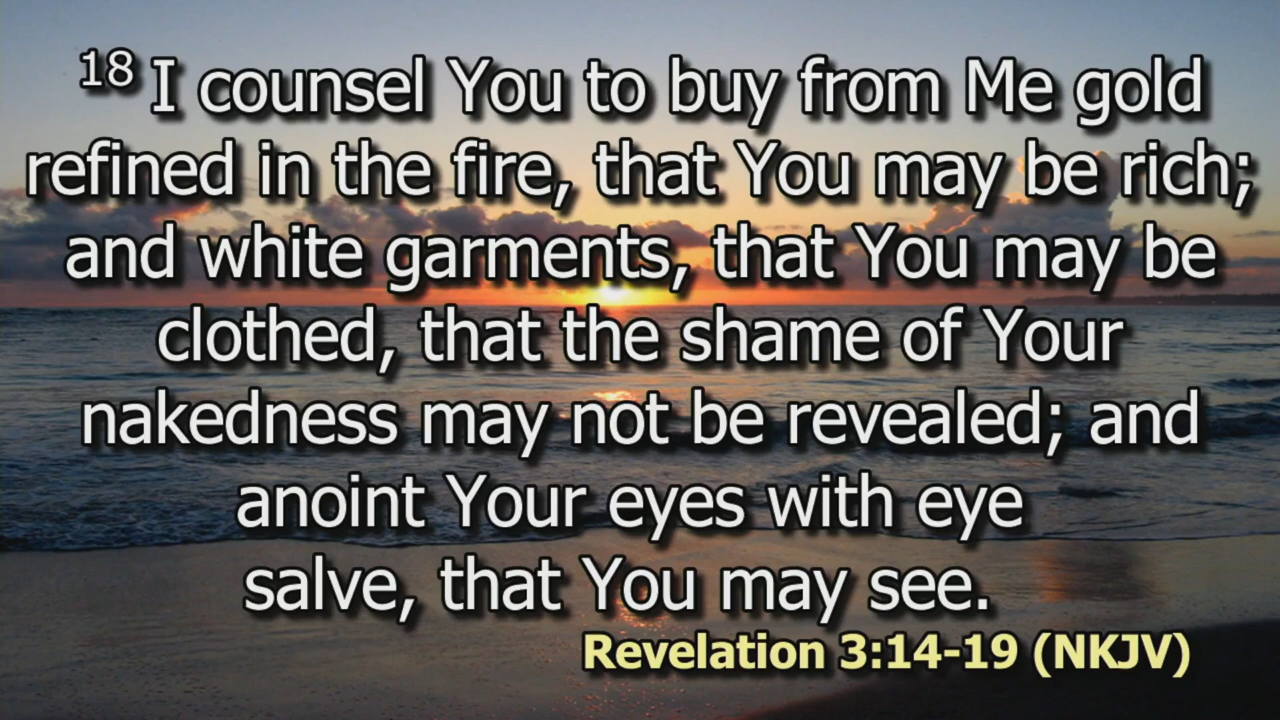 18 I counsel You to buy from Me gold
refined in the fire, that You may be rich;
and white garments, that You may be
clothed, that the shame of Your
nakedness may not be revealed; and
anoint Your eyes with eye
salve, that You may see.
Revelation 3:14-19 (NKJV)